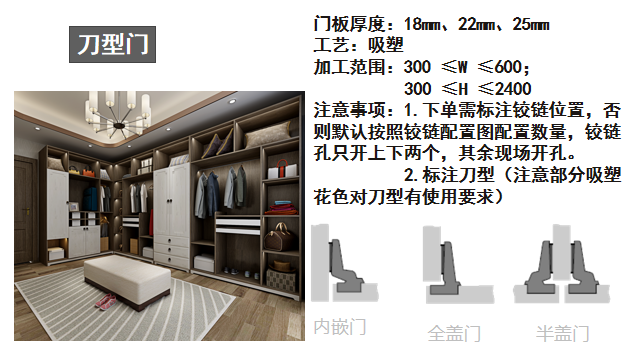 刀型门
门板厚度：18mm、22mm、25mm
工艺：吸塑
加工范围：300 ≤W ≤600；
300 ≤H ≤2400
注意事项：1.下单需标注铰链位置，否
则默认按照铰链配置图配置数量，铰链
孔只开上下两个，其余现场开孔。
2.标注刀型（注意部分吸塑
花色对刀型有使用要求）
内嵌门
全盖门
半盖门